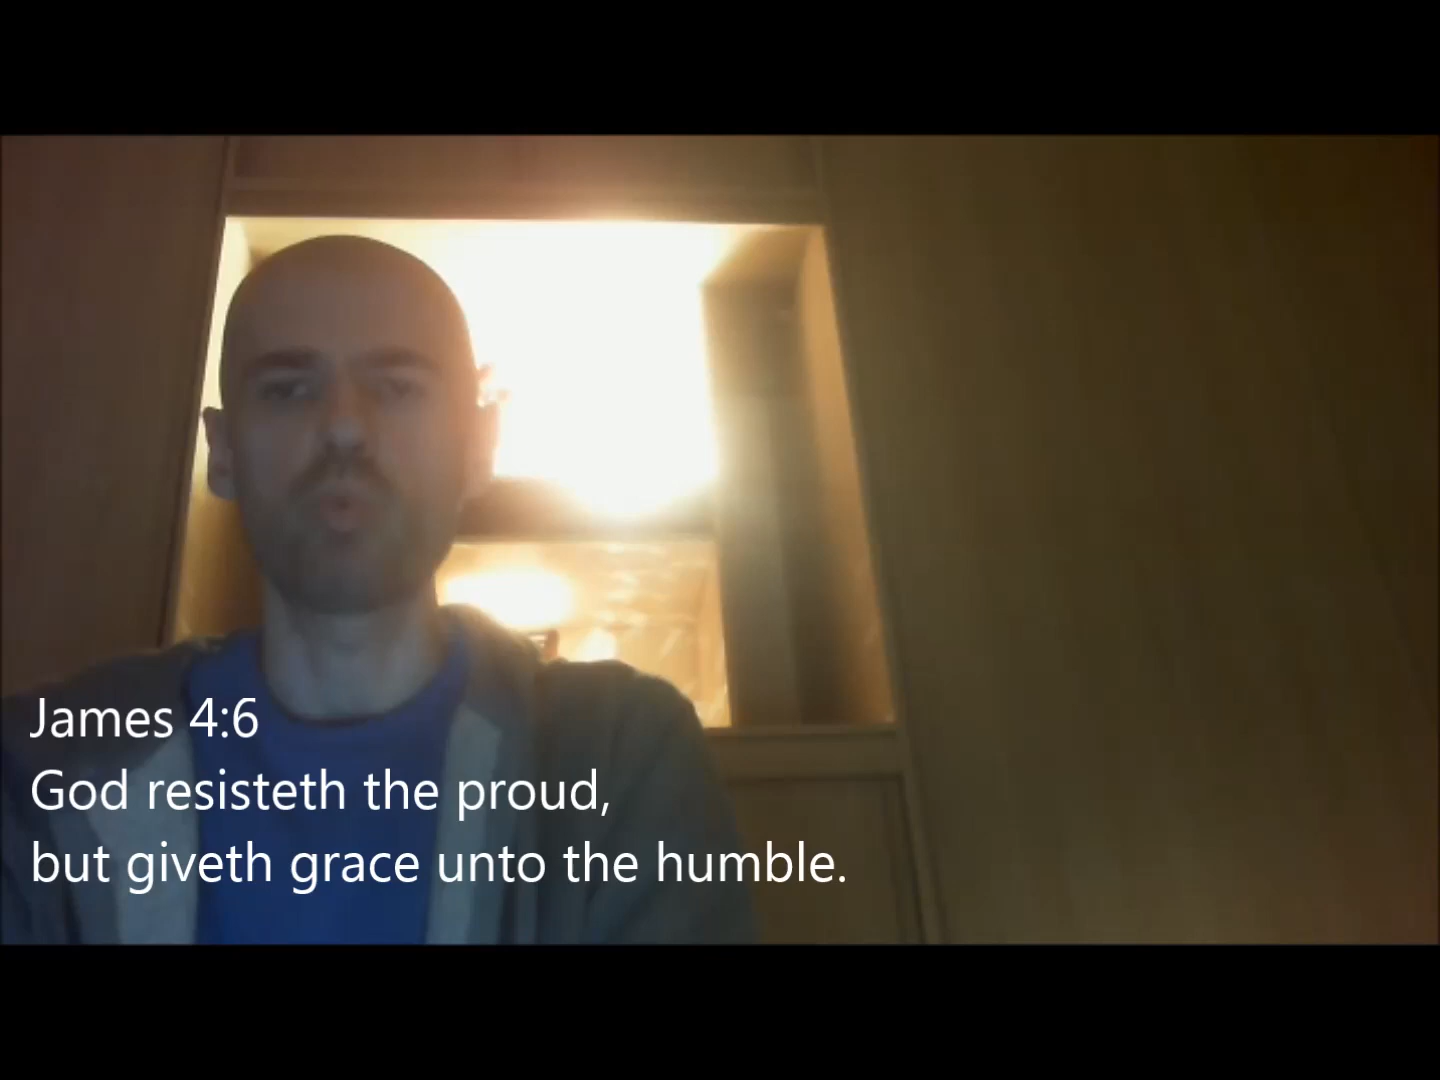 James 4:6
God resisteth the proud,
but giveth grace unto the humble.